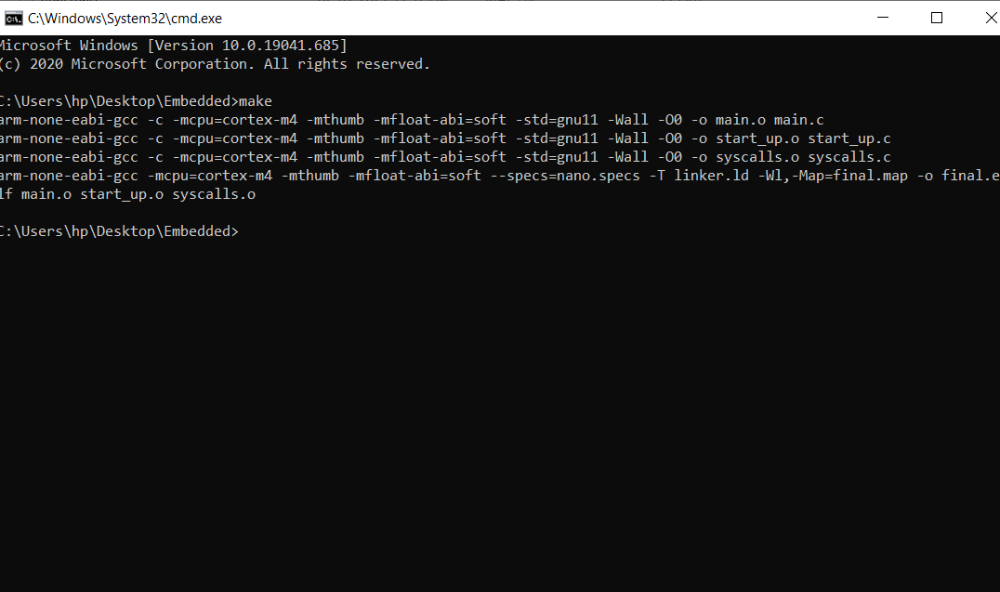 C:\Windows\System32\cmd.exe
Microsoft Windows [Version 10.0.19041.685]
(c) 2020 Microsoft Corporation. All rights reserved.
C:\Users\hp\Desktop\Embedded>make
arm-none-eabi-gcc -c -mcpu=cortex-m4 -mthumb -mfloat-abi=soft -std=gnu11 -Wall -O0 -o main.o main.c
arm-none-eabi-gcc -c -mcpu=cortex-m4 -mthumb -mfloat-abi=soft -std=gnu11 -Wall -O0 -o start_up.o start_up.c
arm-none-eabi-gcc -c -mcpu=cortex-m4 -mthumb -mfloat-abi=soft -std=gnu11 -Wall -O0 -o syscalls.o syscalls.c
arm-none-eabi-gcc -mcpu=cortex-m4 -mthumb -mfloat-abi=soft --specs=nano.specs -T linker.ld -Wl,-Map=final.map -o final.e
lf main.o start_up.o syscalls.o
C:\Users\hp\Desktop\Embedded>